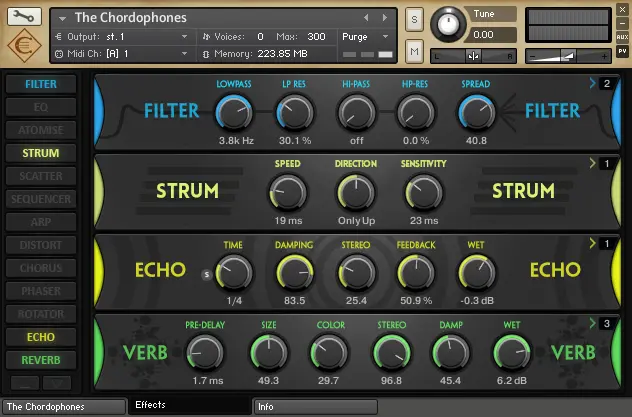 The Chordophones
Output: st.1 Voices: 0 Max: 300 Purge
Midi Ch: [A] 1 Memory: 223.85 MB
S
M
Tune
0.00
L R
AUX
PV
FILTER
EQ
ATOMISE
STRUM
SCATTER
SEQUENCER
ARP
DISTORT
CHORUS
PHASER
ROTATOR
ECHO
REVERB
LOWPASS LP RES HI-PASS HP-RES SPREAD 2
FILTER FILTER
3.8k Hz 30.1 % off 0.0 % 40.8
SPEED DIRECTION SENSITIVITY 1
STRUM STRUM
19 ms Only Up 23 ms
TIME DAMPING STEREO FEEDBACK WET 1
ECHO S ECHO
1/4 83.5 25.4 50.9 % -0.3 dB
PRE-DELAY SIZE COLOR STEREO DAMP WET 3
VERB VERB
1.7 ms 49.3 29.7 96.8 45.4 6.2 dB
The Chordophones Effects Info